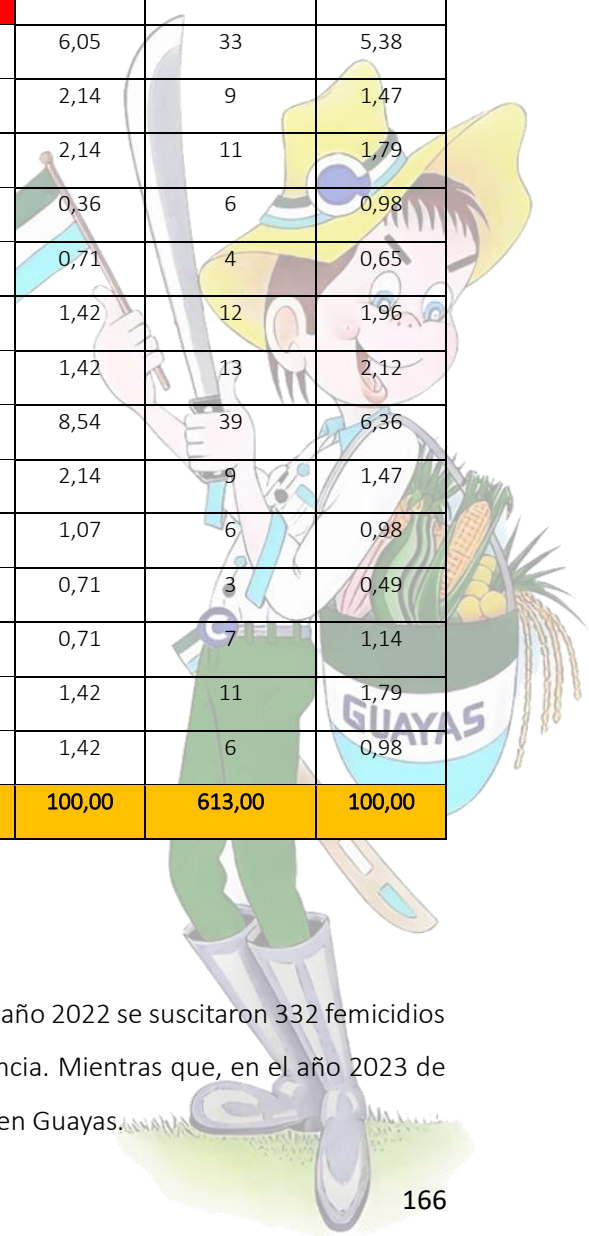 6,05 33 5,38
2,14 9 1,47
2,14 11 1,79
0,36 6 0,98
0,71 4 0,65
1,42 12 1,96
1,42 13 2,12
8,54 39 6,36
2,14 9 1,47
1,07 6 0,98
0,71 3 0,49
0,71 7 1,14
1,42 11 1,79
1,42 6 0,98
100,00 613,00 100,00
GUAYAS
año 2022 se suscitaron 332 femicidios
ncia. Mientras que, en el año 2023 de
en Guayas.
166